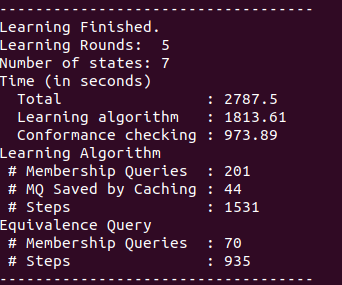 -----------------------------------
Learning Finished.
Learning Rounds:  5
Number of states: 7
Time (in seconds)
  Total                : 2787.5
  Learning algorithm   : 1813.61
  Conformance checking : 973.89
Learning Algorithm
 # Membership Queries  : 201
 # MQ Saved by Caching : 44
 # Steps               : 1531
Equivalence Query
 # Membership Queries  : 70
 # Steps               : 935
-----------------------------------